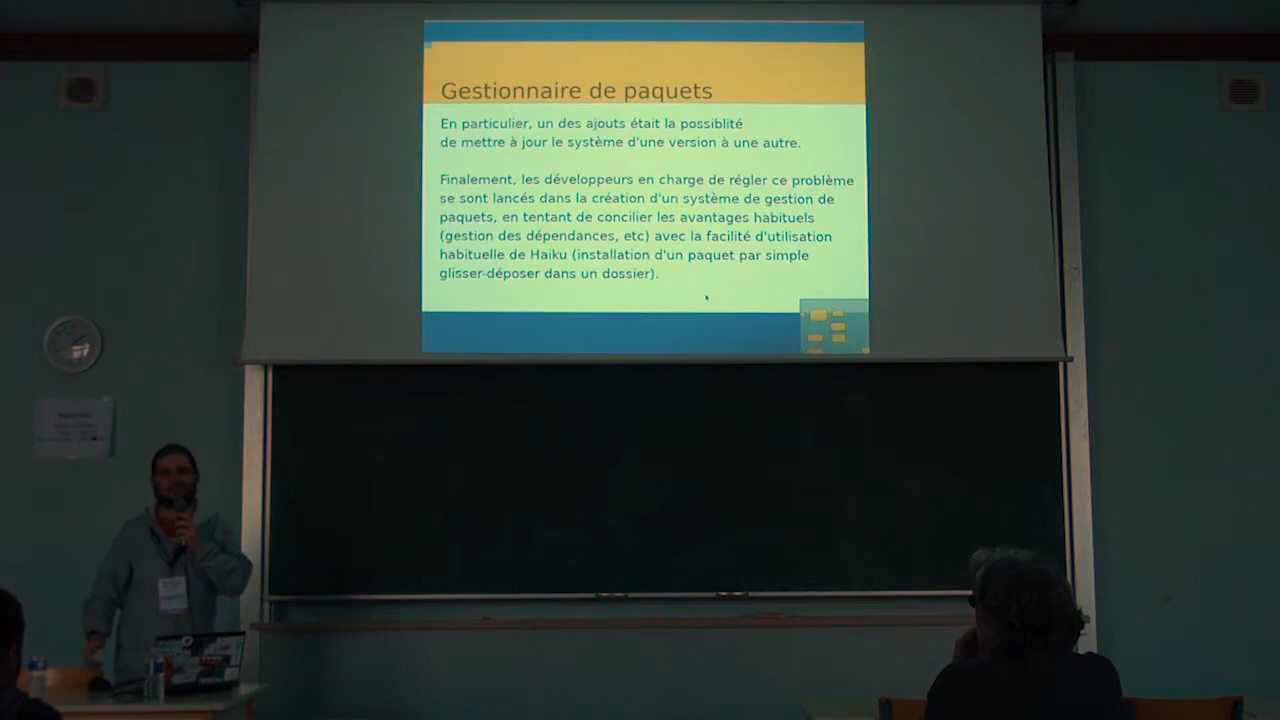 Gestionnaire de paquets
En particulier, un des ajouts était la possiblité
de mettre à jour le système d'une version à une autre.
Finalement, les développeurs en charge de régler ce problème
se sont lancés dans la création d'un système de gestion de
paquets, en tentant de concilier les avantages habituels
(gestion des dépendances, etc) avec la facilité d'utilisation
habituelle de Haiku (installation d'un paquet par simple
glisser-déposer dans un dossier).